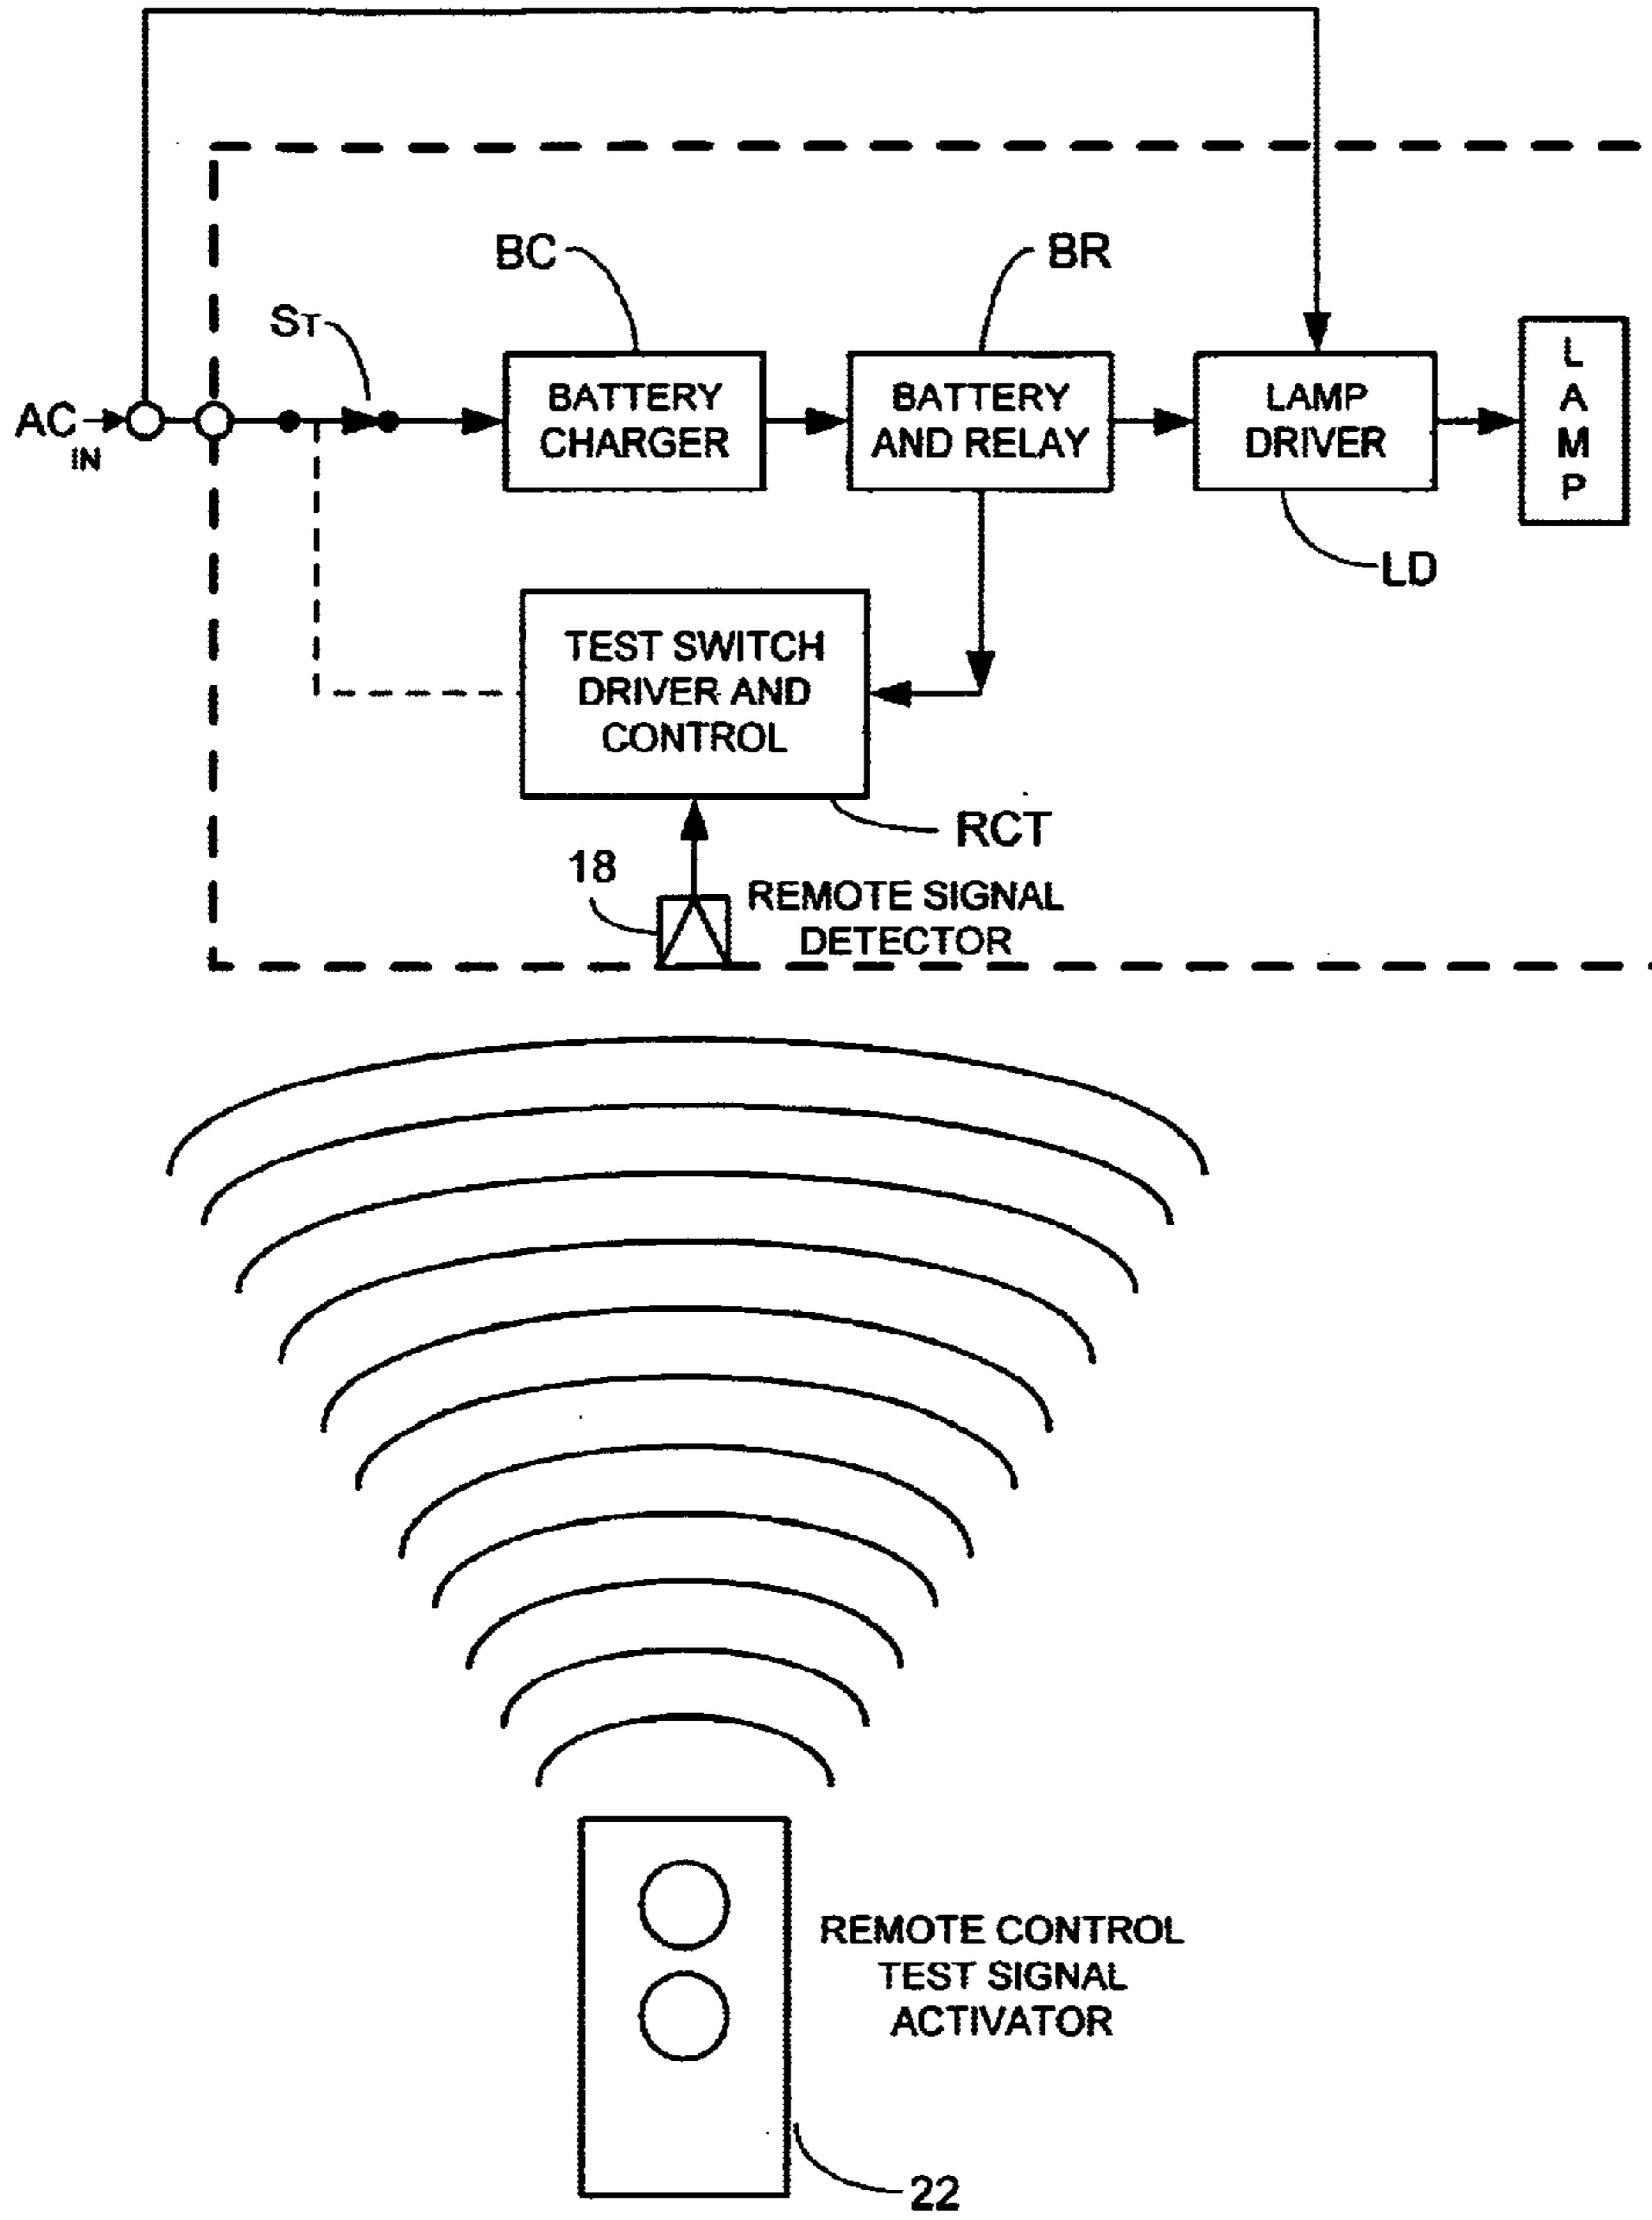 BC
BR
ST
AC
IN
BATTERY
CHARGER
BATTERY
AND RELAY
LAMP
DRIVER
L
A
M
P
LD
TEST SWITCH
DRIVER AND
CONTROL
RCT
18
REMOTE SIGNAL
DETECTOR
REMOTE CONTROL
TEST SIGNAL
ACTIVATOR
22